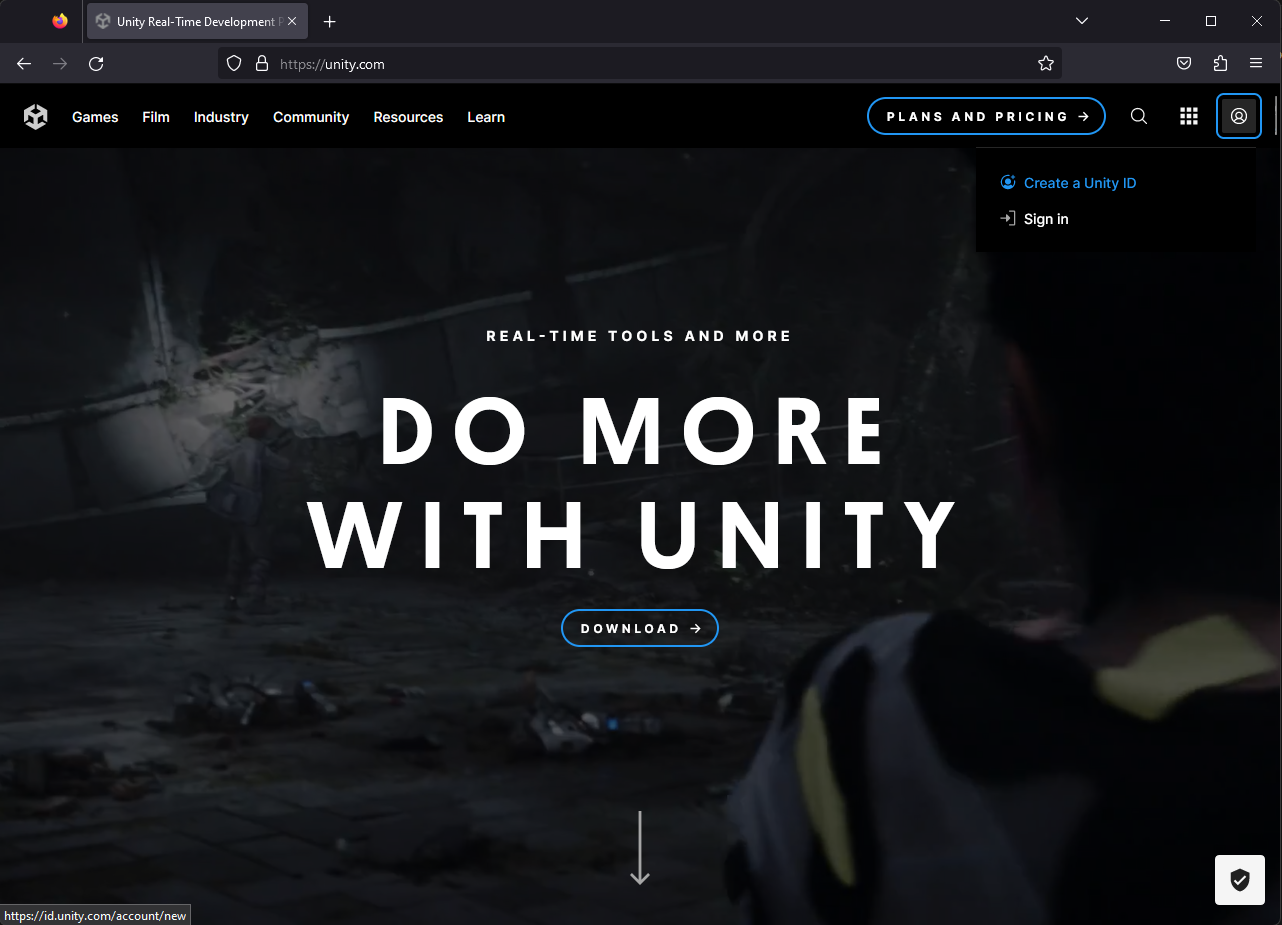 Unity Real-Time Development P
https://unity.com
Games
Film
Industry
Community
Resources
Learn
PLANS AND PRICING →
Create a Unity ID
Sign in
REAL-TIME TOOLS AND MORE
DO MORE
WITH UNITY
DOWNLOAD →
https://id.unity.com/account/new